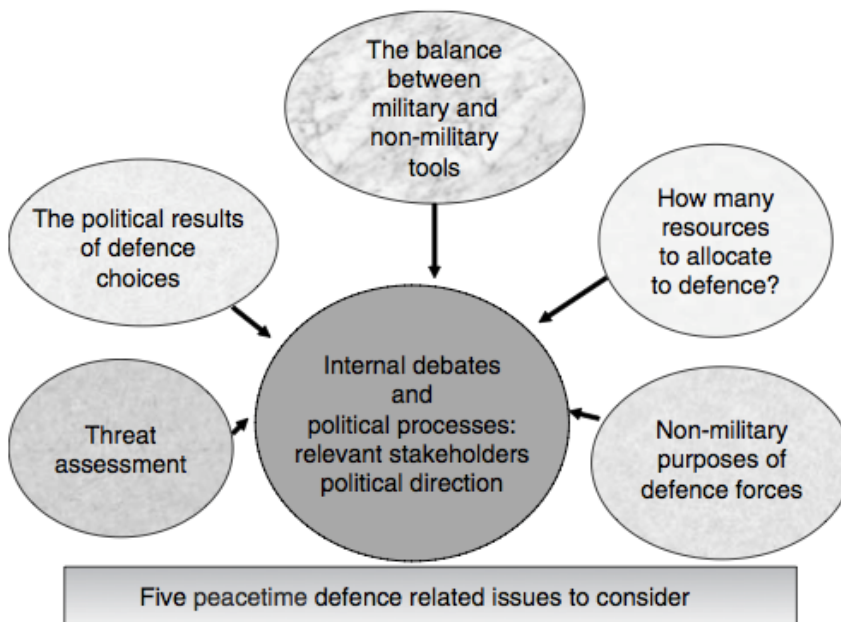 The balance
between
military and
non-military
tools
The political results
of defence
choices
How many
resources
to allocate
to defence?
Internal debates
and
political processes:
relevant stakeholders
political direction
Threat
assessment
Non-military
purposes of
defence forces
Five peacetime defence related issues to consider